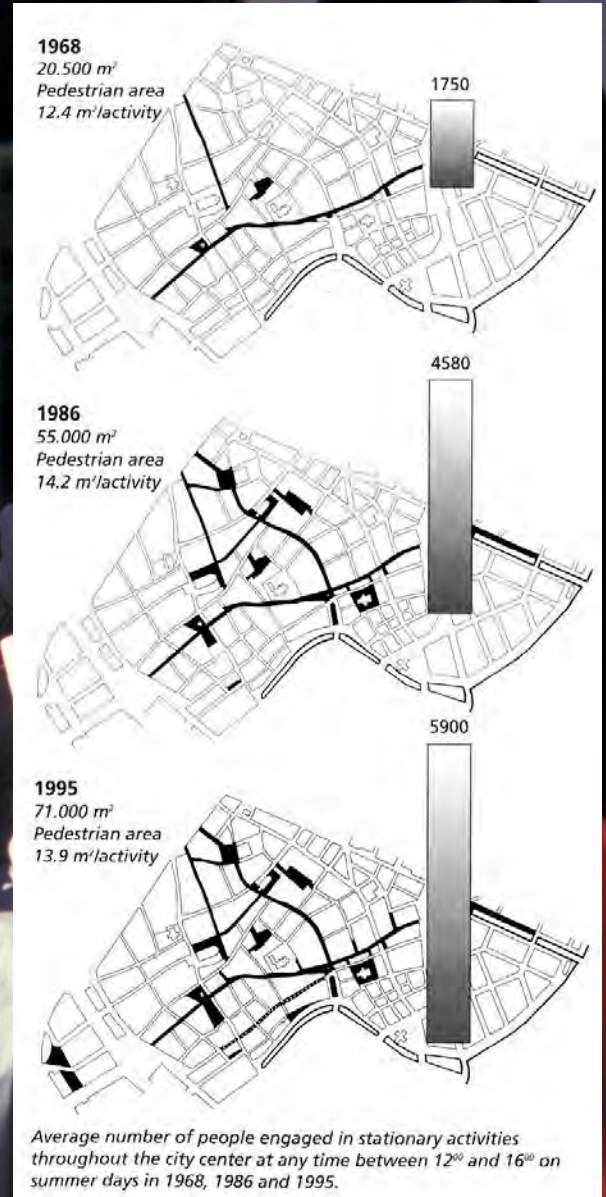 1968
20.500 m²
Pedestrian area
12.4 m²/activity
1750
1986
55.000 m²
Pedestrian area
14.2 m²/activity
4580
1995
71.000 m²
Pedestrian area
13.9 m²/activity
5900
Average number of people engaged in stationary activities
throughout the city center at any time between 12⁰⁰ and 16⁰⁰ on
summer days in 1968, 1986 and 1995.